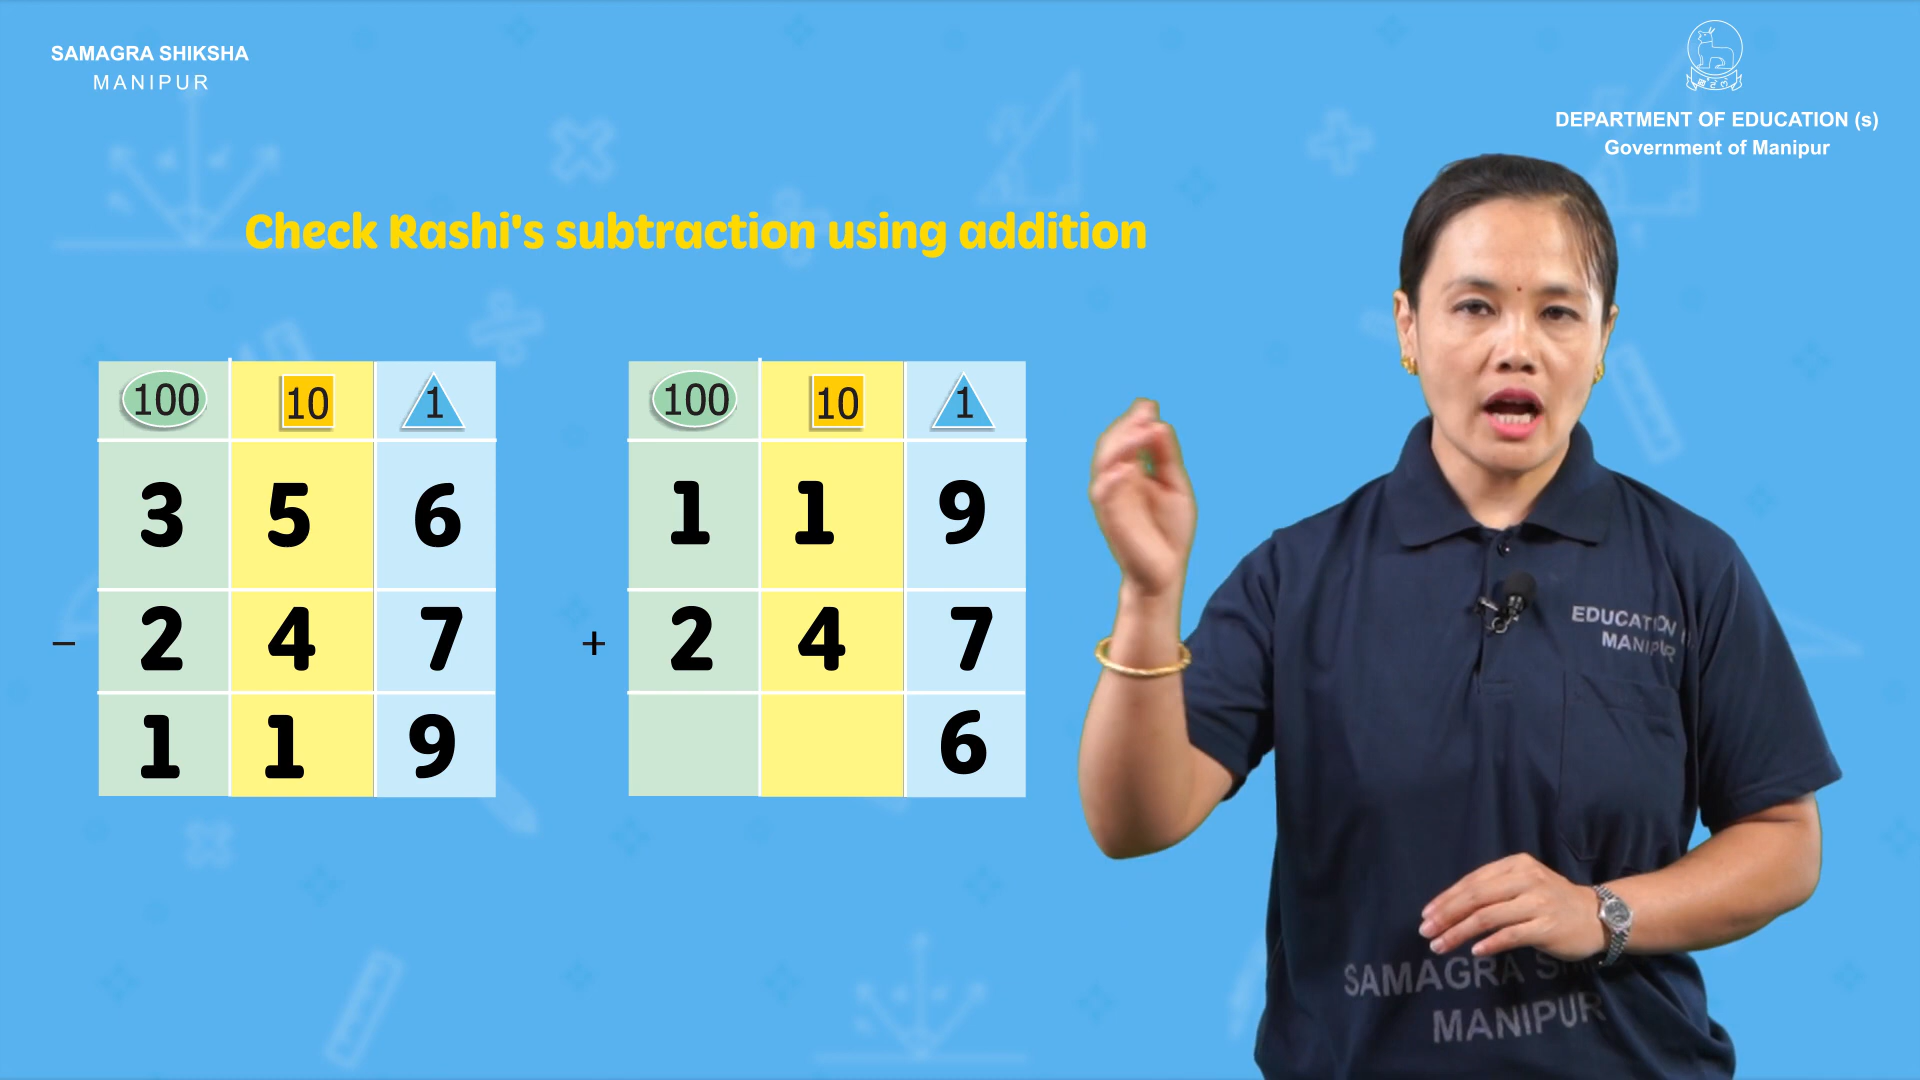 SAMAGRA SHIKSHA
MANIPUR
DEPARTMENT OF EDUCATION (s)
Government of Manipur
Check Rashi's subtraction using addition
100 10 1
3 5 6
- 2 4 7
1 1 9
100 10 1
1 1 9
+ 2 4 7
6
EDUCATION
MANIPUR
SAMAGRA
MANIPUR